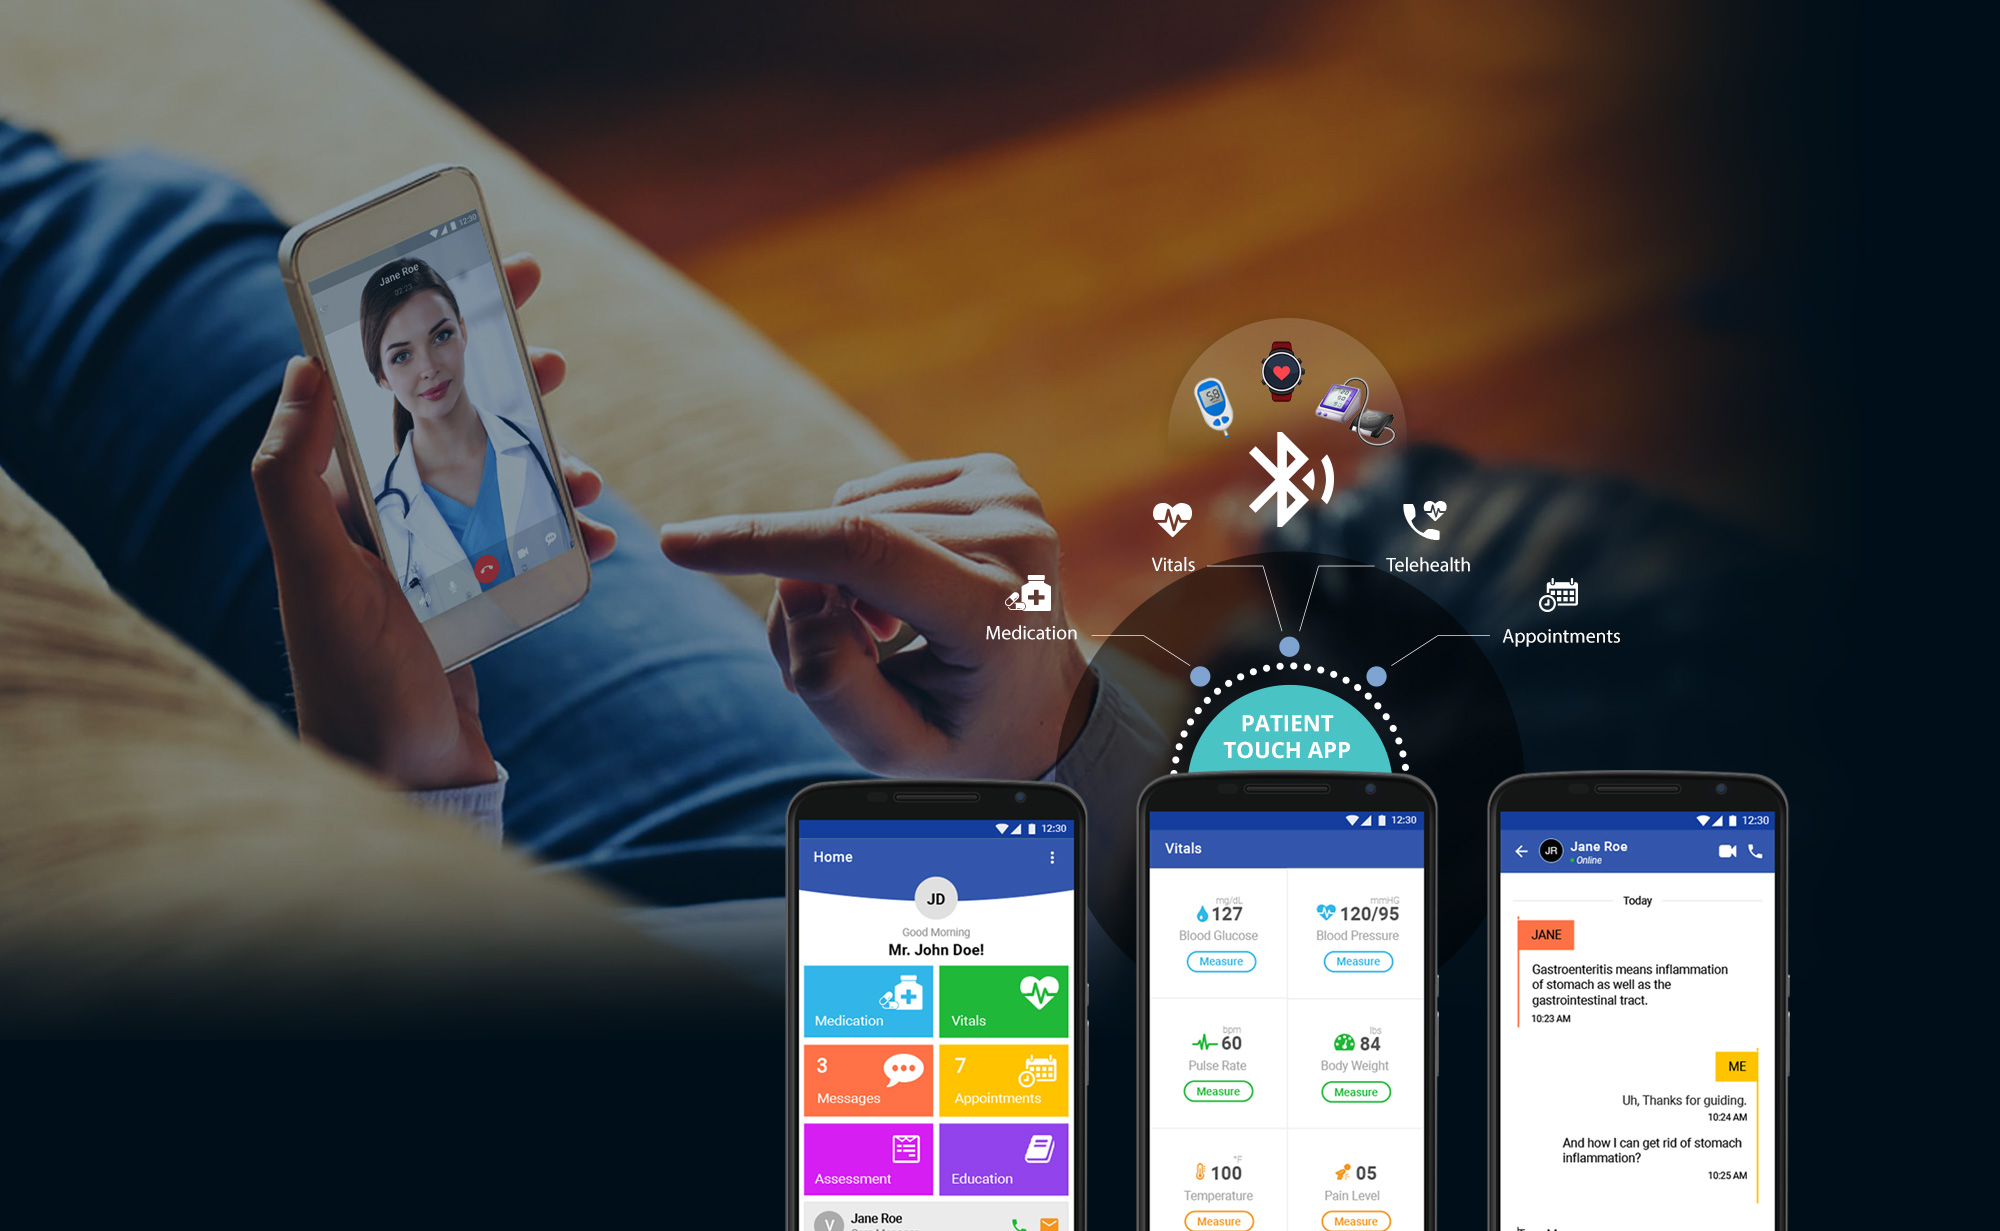 12:30
Jane Roe
02:23
5.8
Vitals
Telehealth
Medication
Appointments
PATIENT
TOUCH APP
12:30
Home
JD
Good Morning
Mr. John Doe!
Medication
Vitals
3
Messages
7
Appointments
Assessment
Education
V
Jane Roe
12:30
Vitals
mg/dL
127
Blood Glucose
Measure
mmHG
120/95
Blood Pressure
Measure
bpm
60
Pulse Rate
Measure
lbs
84
Body Weight
Measure
°F
100
Temperature
Measure
05
Pain Level
Measure
12:30
JR
Jane Roe
Online
Today
JANE
Gastroenteritis means inflammation
of stomach as well as the
gastrointestinal tract.
10:23 AM
ME
Uh, Thanks for guiding.
10:24 AM
And how I can get rid of stomach
inflammation?
10:25 AM